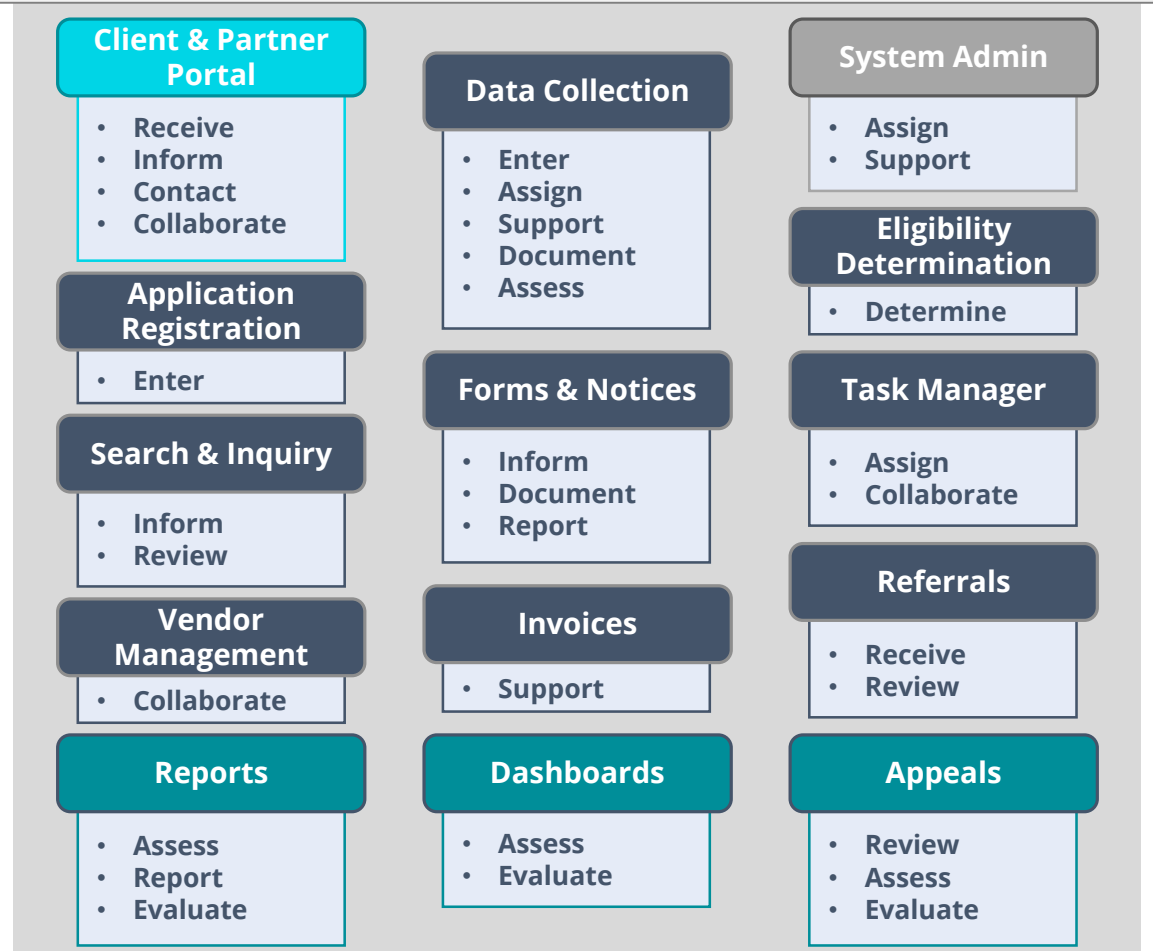 Client & Partner
Portal
• Receive
• Inform
• Contact
• Collaborate
Application
Registration
• Enter
Search & Inquiry
• Inform
• Review
Vendor
Management
• Collaborate
Reports
• Assess
• Report
• Evaluate
Data Collection
• Enter
• Assign
• Support
• Document
• Assess
Forms & Notices
• Inform
• Document
• Report
Invoices
• Support
Dashboards
• Assess
• Evaluate
System Admin
• Assign
• Support
Eligibility
Determination
• Determine
Task Manager
• Assign
• Collaborate
Referrals
• Receive
• Review
Appeals
• Review
• Assess
• Evaluate